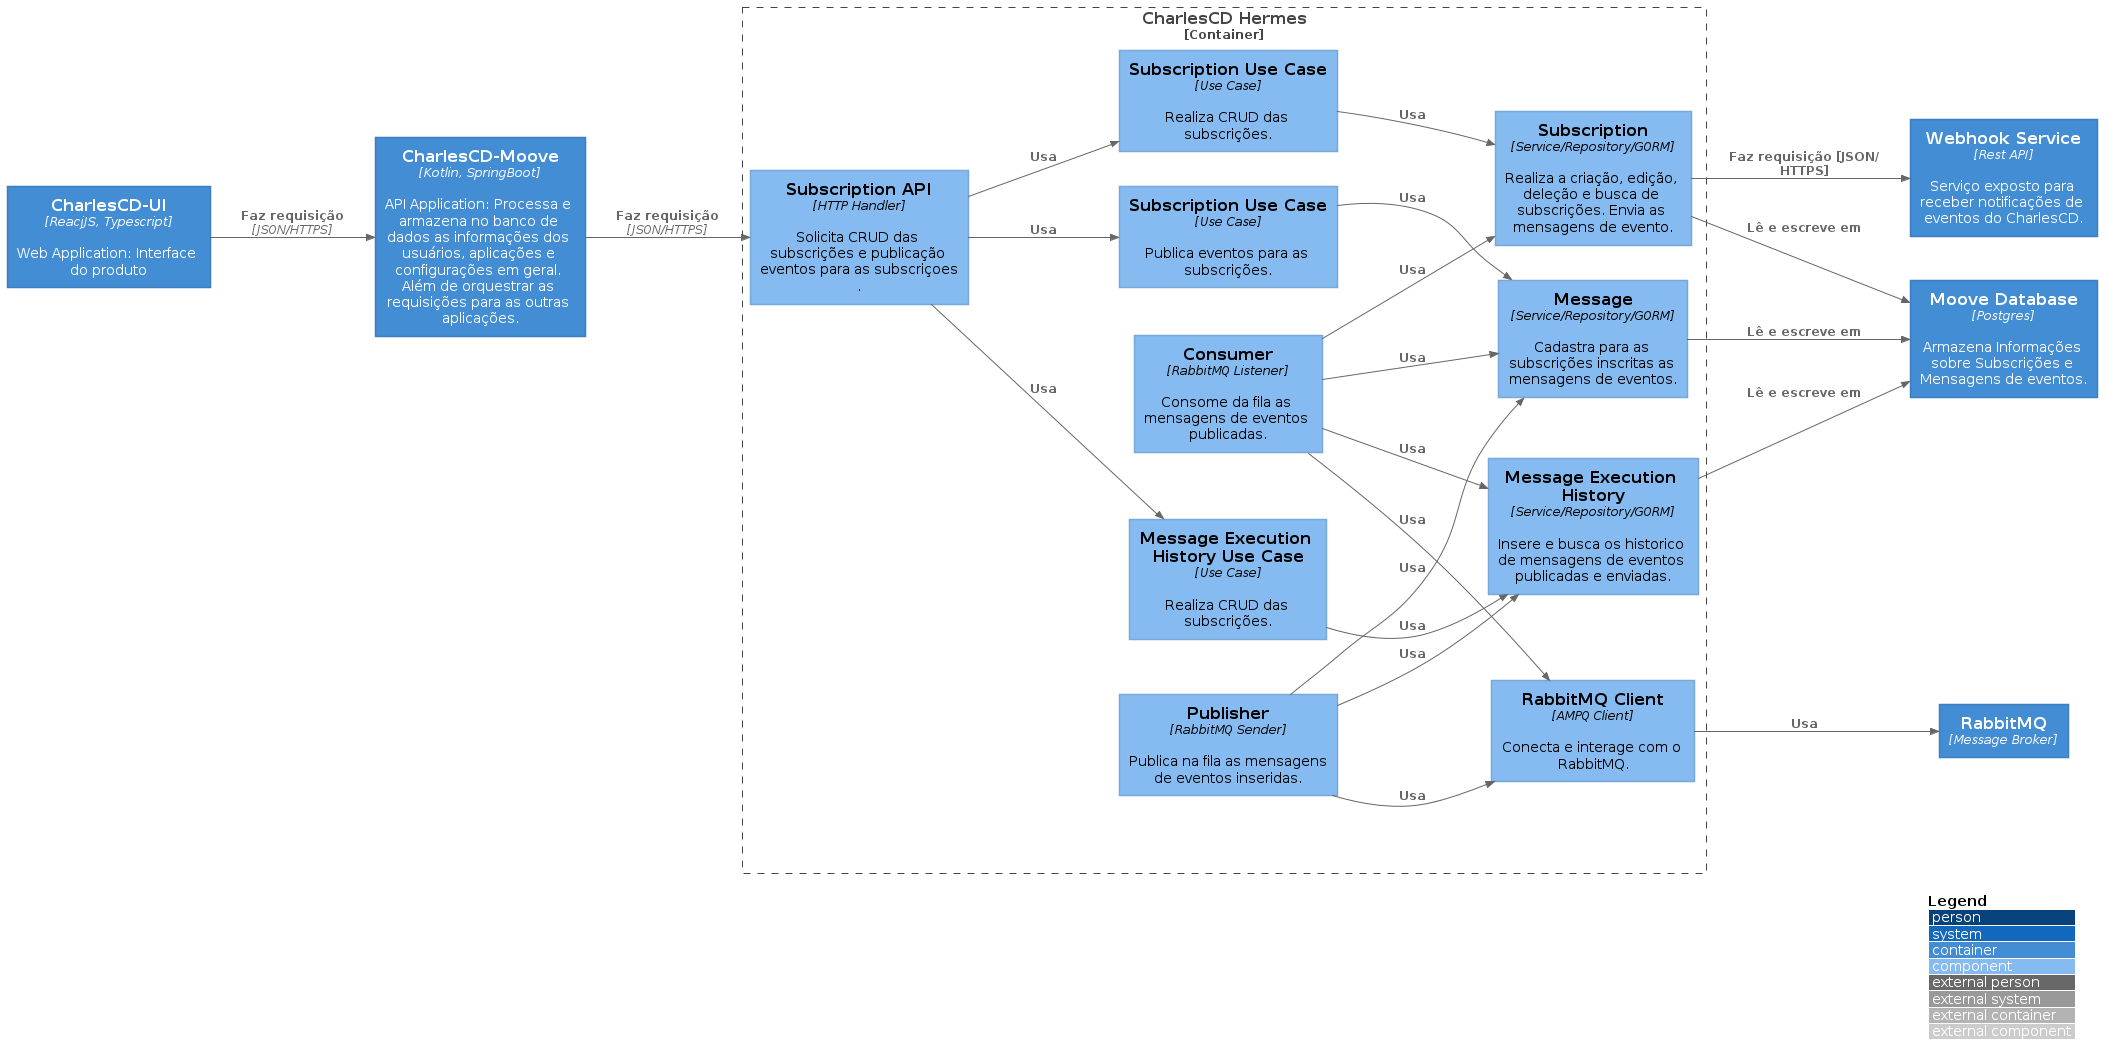 CharlesCD Hermes
[Container]
CharlesCD-UI
[ReacjJS, Typescript]
Web Application: Interface
do produto
Faz requisição
[JSON/HTTPS]
CharlesCD-Moove
[Kotlin, SpringBoot]
API Application: Processa e
armazena no banco de
dados as informações dos
usuários, aplicações e
configurações em geral.
Além de orquestrar as
requisições para as outras
aplicações.
Faz requisição
[JSON/HTTPS]
Subscription API
[HTTP Handler]
Solicita CRUD das
subscrições e publicação
eventos para as subscriçoes
.
Usa
Usa
Usa
Subscription Use Case
[Use Case]
Realiza CRUD das
subscrições.
Subscription Use Case
[Use Case]
Publica eventos para as
subscrições.
Consumer
[RabbitMQ Listener]
Consome da fila as
mensagens de eventos
publicadas.
Message Execution
History Use Case
[Use Case]
Realiza CRUD das
subscrições.
Publisher
[RabbitMQ Sender]
Publica na fila as mensagens
de eventos inseridas.
Usa
Usa
Usa
Usa
Usa
Usa
Usa
Usa
Usa
Usa
Subscription
[Service/Repository/G0RM]
Realiza a criação, edição,
deleção e busca de
subscrições. Envia as
mensagens de evento.
Message
[Service/Repository/G0RM]
Cadastra para as
subscrições inscritas as
mensagens de eventos.
Message Execution
History
[Service/Repository/G0RM]
Insere e busca os historico
de mensagens de eventos
publicadas e enviadas.
RabbitMQ Client
[AMPQ Client]
Conecta e interage com o
RabbitMQ.
Faz requisição [JSON/
HTTPS]
Lê e escreve em
Lê e escreve em
Lê e escreve em
Usa
Webhook Service
[Rest API]
Serviço exposto para
receber notificações de
eventos do CharlesCD.
Moove Database
[Postgres]
Armazena Informações
sobre Subscrições e
Mensagens de eventos.
RabbitMQ
[Message Broker]
Legend
person
system
container
component
external person
external system
external container
external component